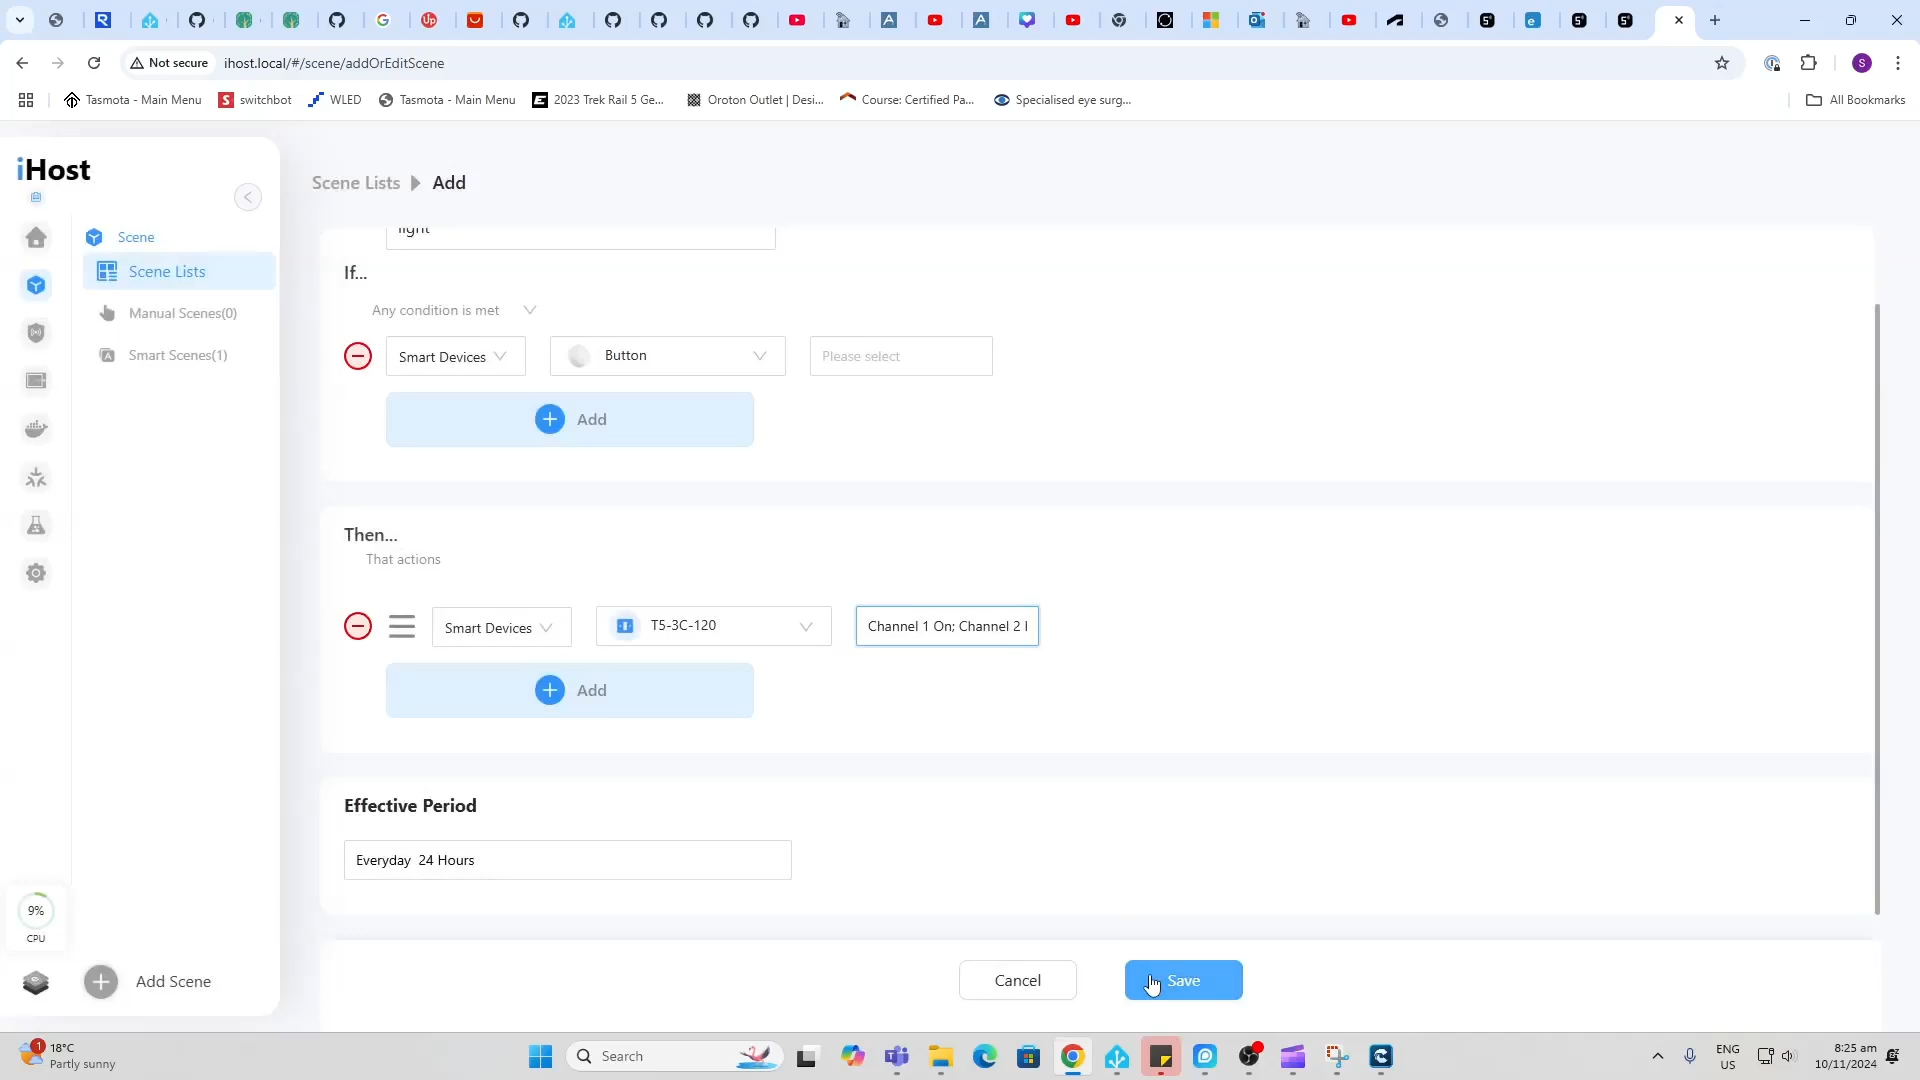 Not secure
ihost.local/#/scene/addOrEditScene
S
Tasmota - Main Menu
switchbot
WLED
Tasmota - Main Menu
2023 Trek Rail 5 Ge...
Oroton Outlet | Desi...
Course: Certified Pa...
Specialised eye surg...
All Bookmarks
iHost
Scene
Scene Lists
Manual Scenes(0)
Smart Scenes(1)
9%
CPU
Add Scene
Scene Lists
Add
light
If...
Any condition is met
Smart Devices
Button
Please select
Add
Then...
That actions
Smart Devices
T5-3C-120
Channel 1 On; Channel 2
Add
Effective Period
Everyday 24 Hours
Cancel
Save
1
18°C
Partly sunny
Search
ENG
US
8:25 am
10/11/2024